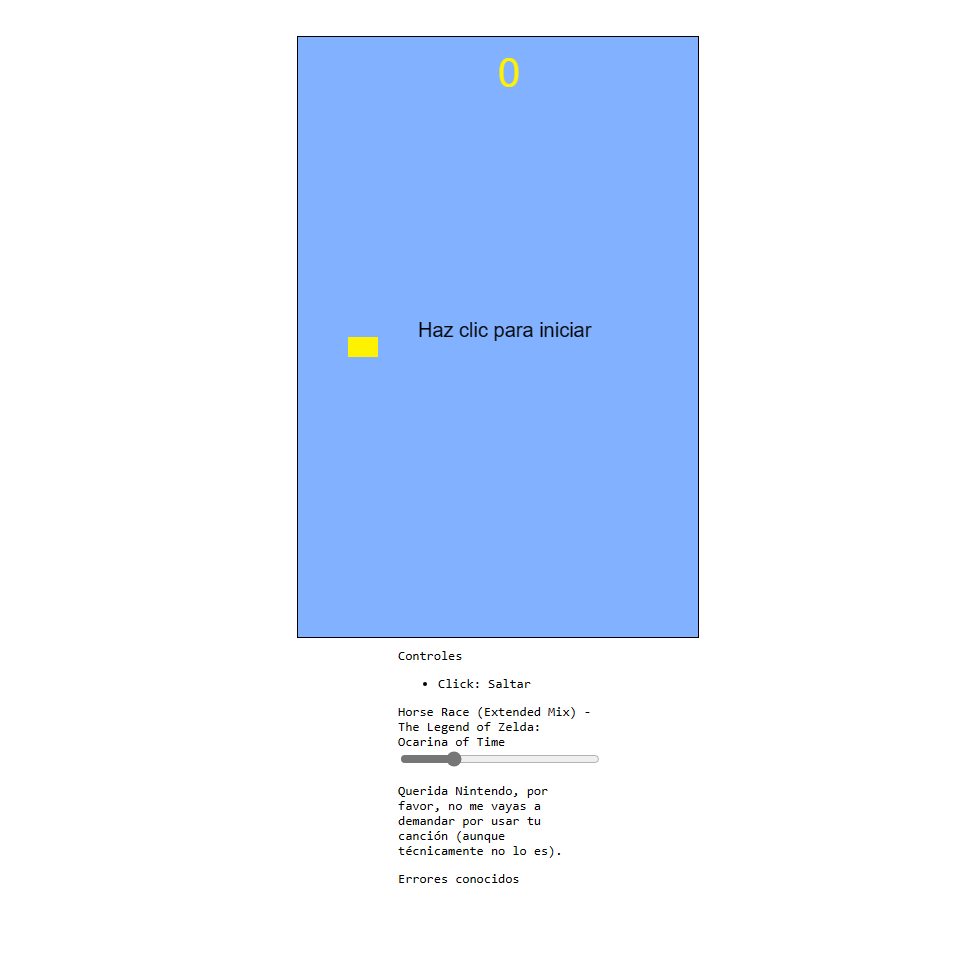 0
Haz clic para iniciar
Controles
• Click: Saltar
Horse Race (Extended Mix) -
The Legend of Zelda:
Ocarina of Time
Querida Nintendo, por
favor, no me vayas a
demandar por usar tu
canción (aunque
técnicamente no lo es).
Errores conocidos